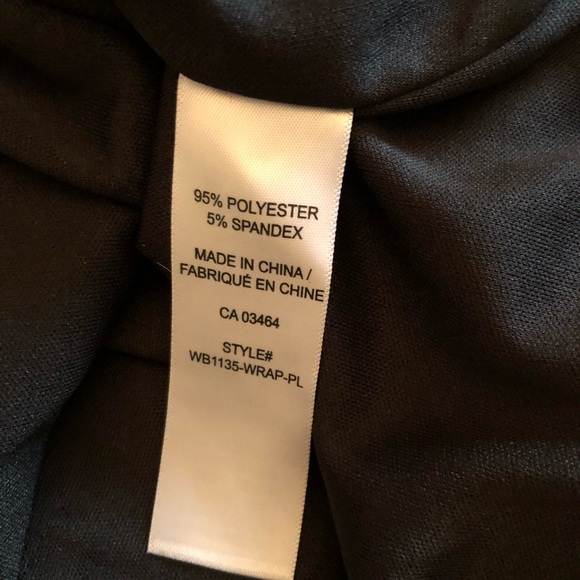 95% POLYESTER
5% SPANDEX
MADE IN CHINA /
FABRIQUÉ EN CHINE
CA 03464
STYLE#
WB1135-WRAP-PL